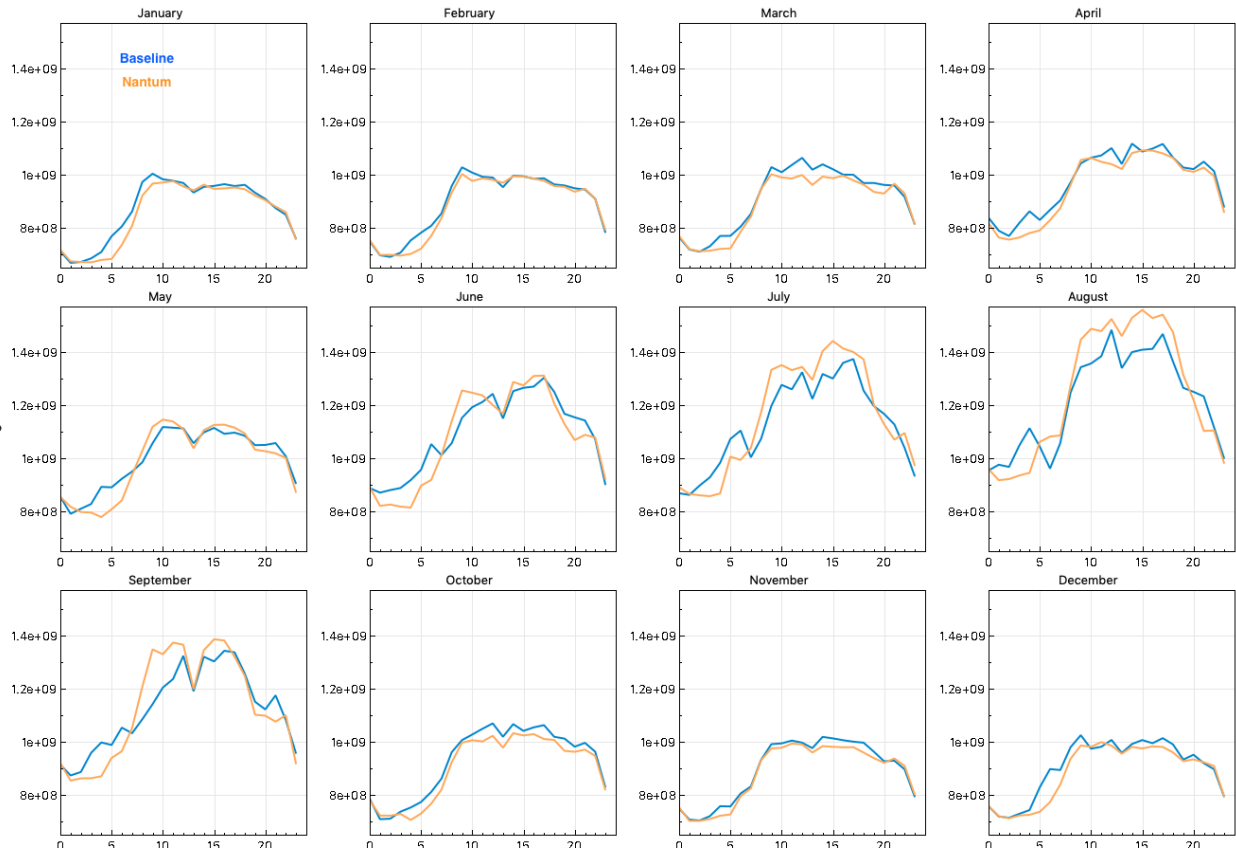 January February March April
1.4e+09 1.4e+09 1.4e+09 1.4e+09
Baseline
Nantum
1.2e+09 1.2e+09 1.2e+09 1.2e+09
1e+09 1e+09 1e+09 1e+09
8e+08 8e+08 8e+08 8e+08
0 5 10 15 20 0 5 10 15 20 0 5 10 15 20 0 5 10 15 20
May June July August
1.4e+09 1.4e+09 1.4e+09 1.4e+09
1.2e+09 1.2e+09 1.2e+09 1.2e+09
1e+09 1e+09 1e+09 1e+09
8e+08 8e+08 8e+08 8e+08
0 5 10 15 20 0 5 10 15 20 0 5 10 15 20 0 5 10 15 20
September October November December
1.4e+09 1.4e+09 1.4e+09 1.4e+09
1.2e+09 1.2e+09 1.2e+09 1.2e+09
1e+09 1e+09 1e+09 1e+09
8e+08 8e+08 8e+08 8e+08
0 5 10 15 20 0 5 10 15 20 0 5 10 15 20 0 5 10 15 20